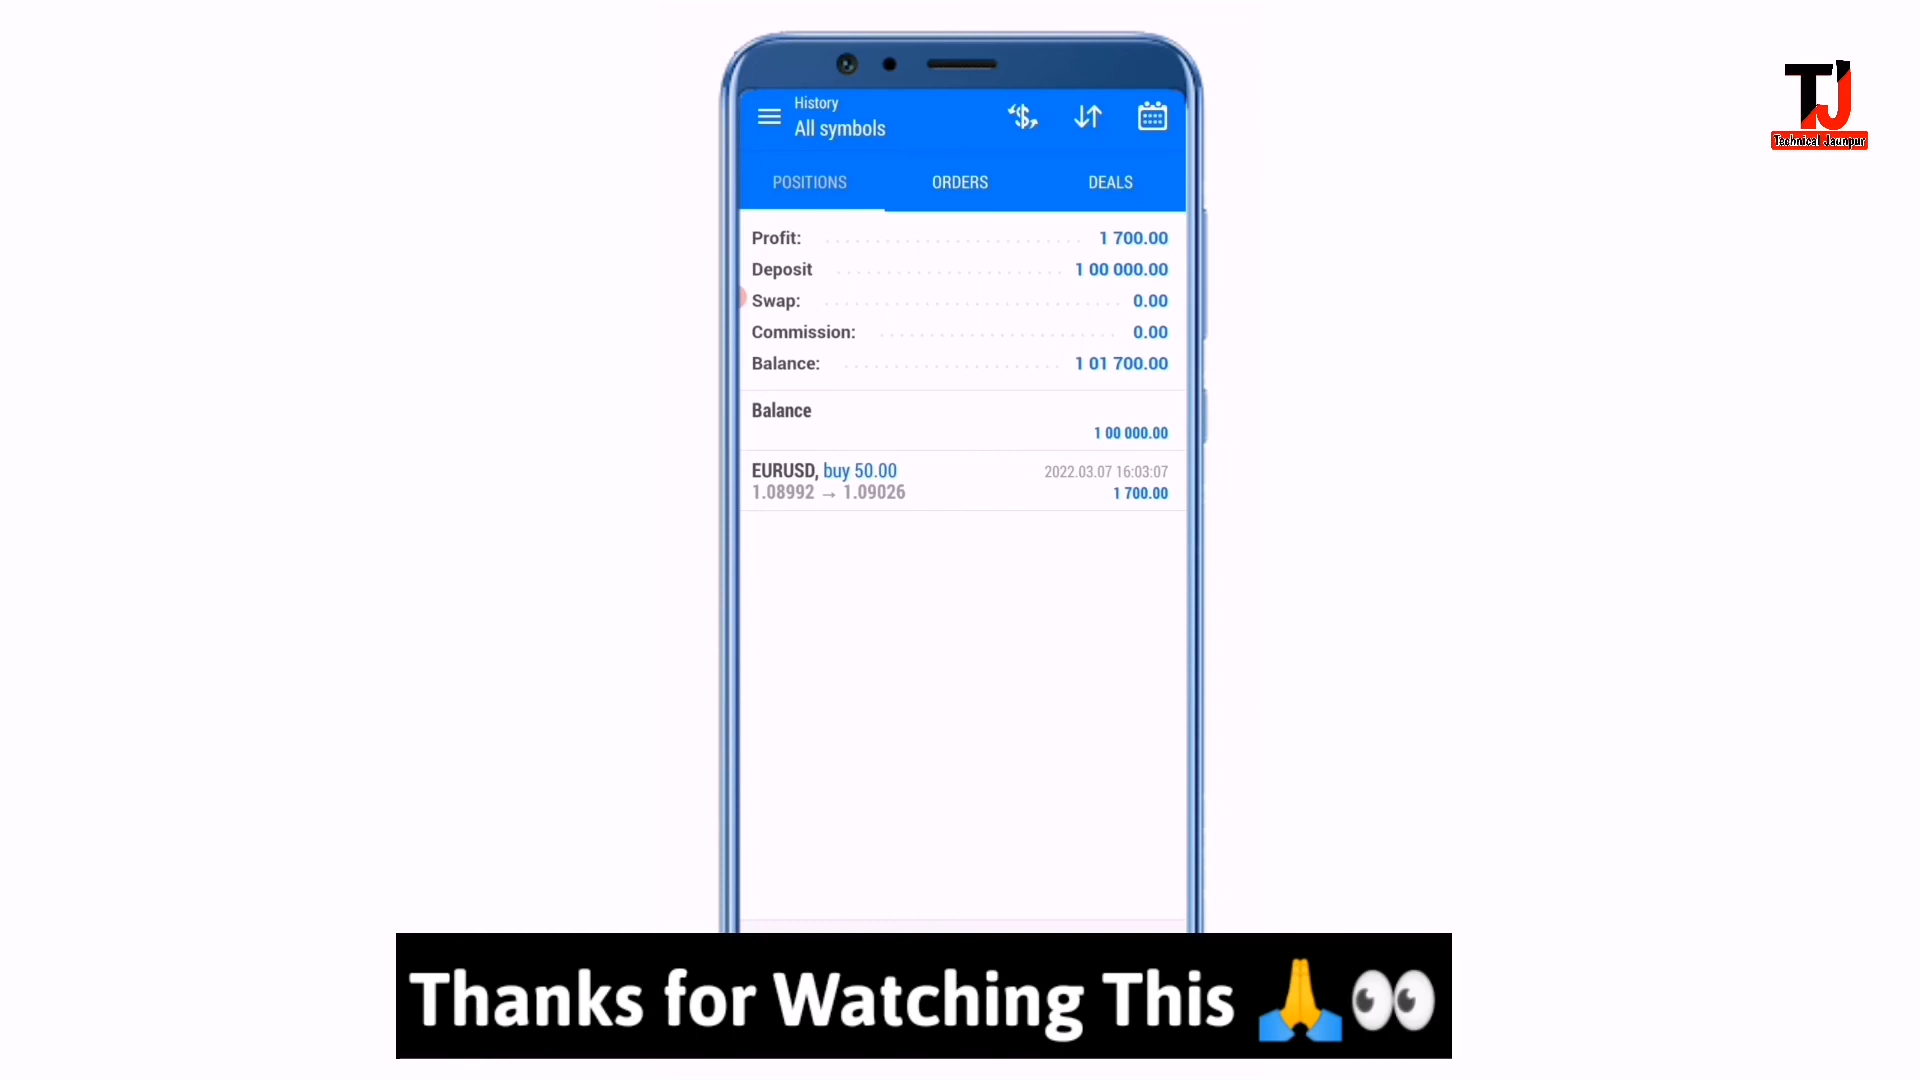 TJ
Technical Jaunpur
History
All symbols
POSITIONS ORDERS DEALS
Profit: 1 700.00
Deposit 1 00 000.00
Swap: 0.00
Commission: 0.00
Balance: 1 01 700.00
Balance
1 00 000.00
EURUSD, buy 50.00 2022.03.07 16:03:07
1.08992 → 1.09026 1 700.00
Thanks for Watching This 🙏👀